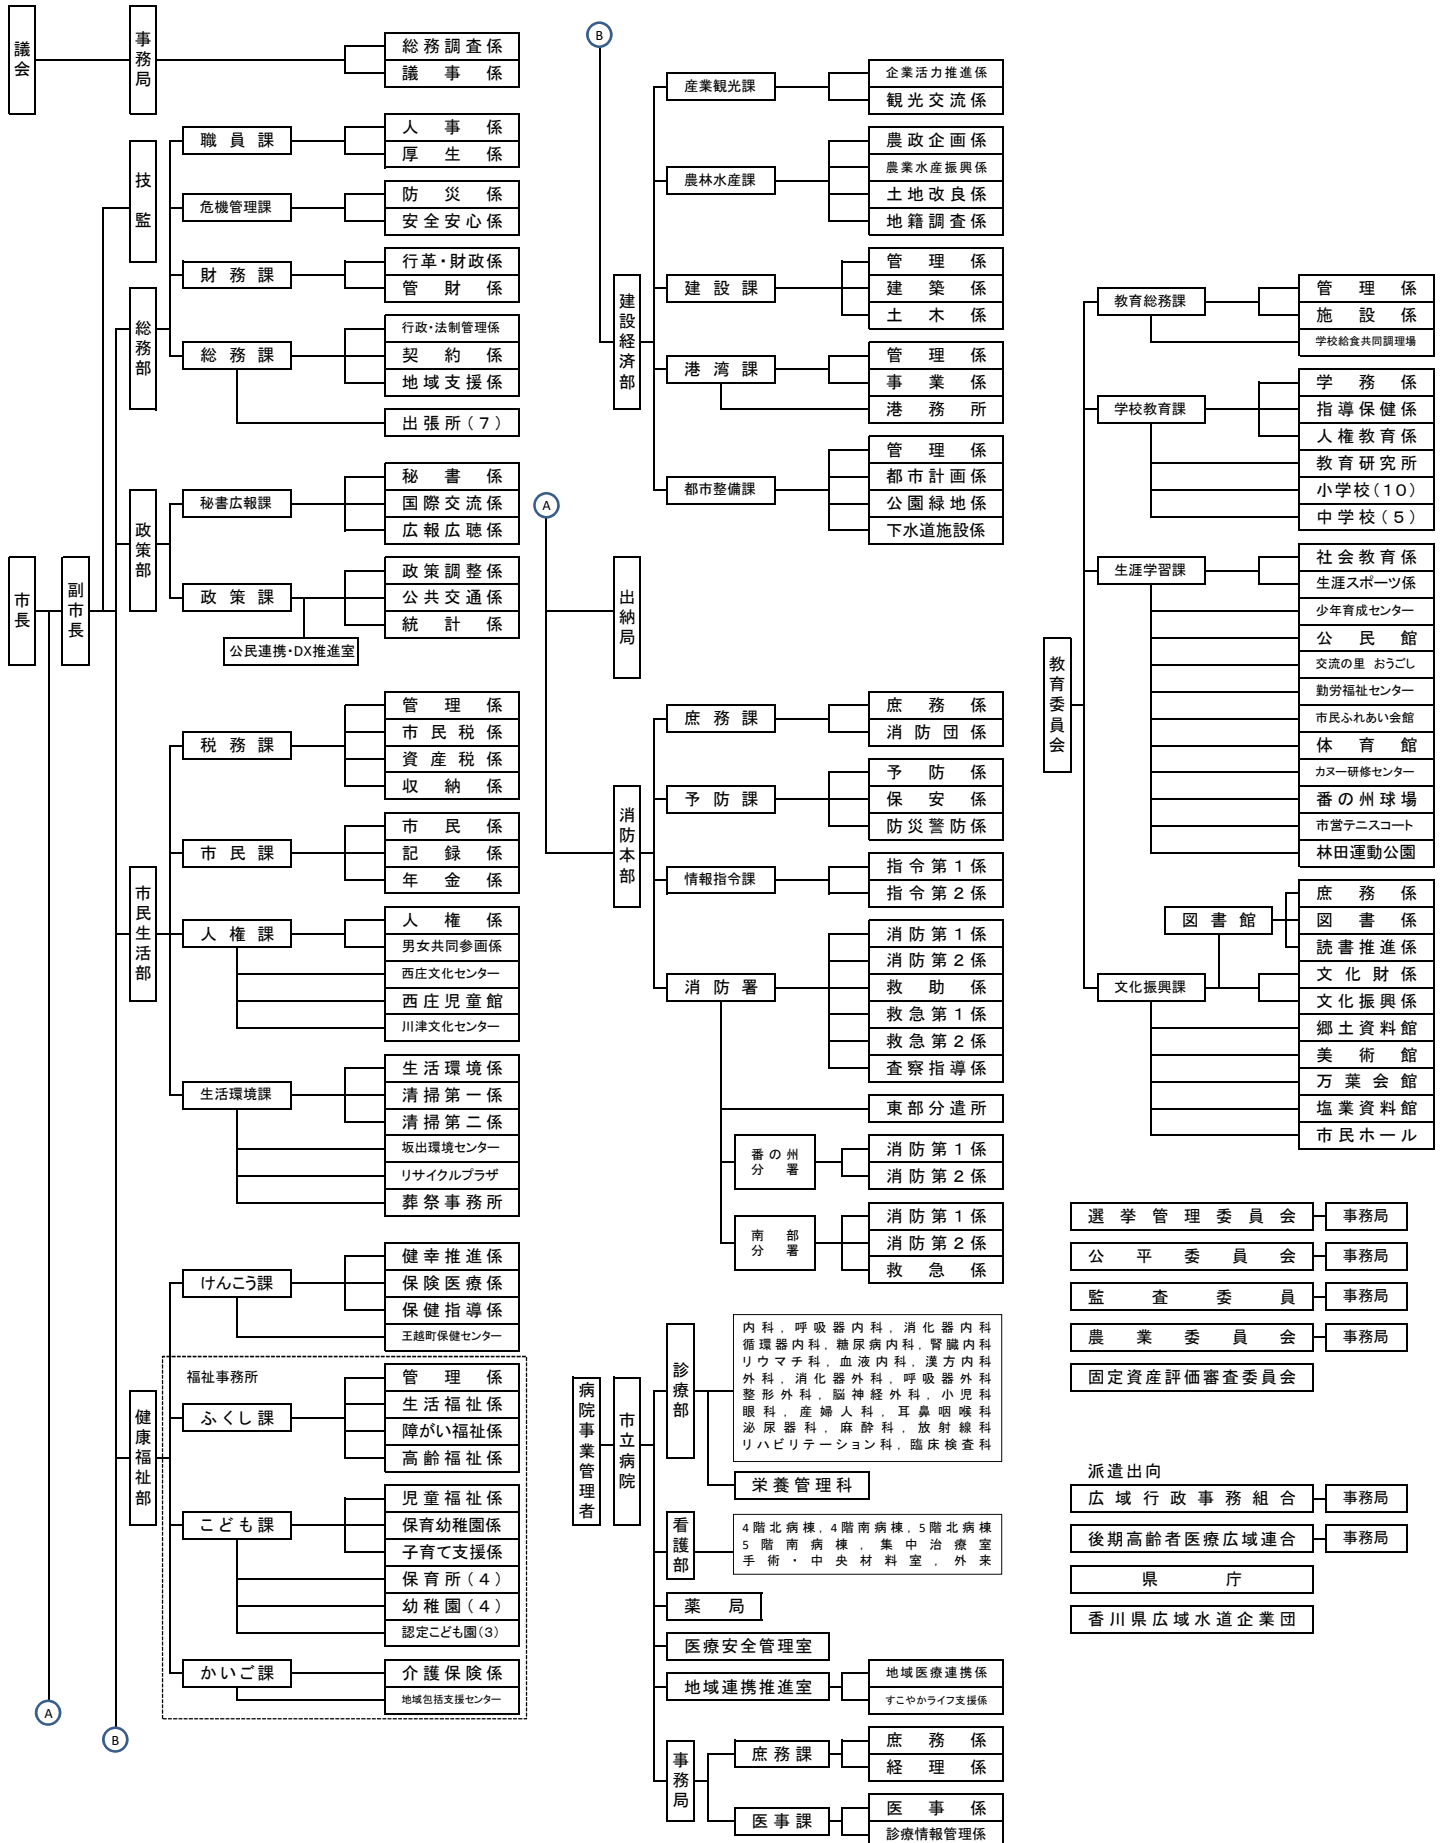 議会
事務局
総務調査係
議事係
市長
副市長
技監
総務部
職員課
人事係
厚生係
危機管理課
防災係
安全安心係
財務課
行革・財政係
管財係
総務課
行政・法制管理係
契約係
地域支援係
出張所(7)
政策部
秘書広報課
秘書係
国際交流係
広報広聴係
政策課
政策調整係
公共交通係
統計係
公民連携・DX推進室
市民生活部
税務課
管理係
市民税係
資産税係
収納係
市民課
市民係
記録係
年金係
人権課
人権係
男女共同参画係
西庄文化センター
西庄児童館
川津文化センター
生活環境課
生活環境係
清掃第一係
清掃第二係
坂出環境センター
リサイクルプラザ
葬祭事務所
健康福祉部
けんこう課
健幸推進係
保険医療係
保健指導係
王越町保健センター
福祉事務所
ふくし課
管理係
生活福祉係
障がい福祉係
高齢福祉係
こども課
児童福祉係
保育幼稚園係
子育て支援係
保育所(4)
幼稚園(4)
認定こども園(3)
かいご課
介護保険係
地域包括支援センター
A
B
B
建設経済部
産業観光課
企業活力推進係
観光交流係
農林水産課
農政企画係
農業水産振興係
土地改良係
地籍調査係
建設課
管理係
建築係
土木係
港湾課
管理係
事業係
港務所
都市整備課
管理係
都市計画係
公園緑地係
下水道施設係
A
出納局
消防本部
庶務課
庶務係
消防団係
予防課
予防係
保安係
防災警防係
情報指令課
指令第1係
指令第2係
消防署
消防第1係
消防第2係
救助係
救急第1係
救急第2係
査察指導係
東部分遣所
番の州
分署
消防第1係
消防第2係
南部
分署
消防第1係
消防第2係
救急係
病院事業管理者
市立病院
診療部
内科，呼吸器内科，消化器内科
循環器内科，糖尿病内科，腎臓内科
リウマチ科，血液内科，漢方内科
外科，消化器外科，呼吸器外科
整形外科，脳神経外科，小児科
眼科，産婦人科，耳鼻咽喉科
泌尿器科，麻酔科，放射線科
リハビリテーション科，臨床検査科
栄養管理科
看護部
4階北病棟，4階南病棟，5階北病棟
5階南病棟，集中治療室
手術・中央材料室，外来
薬局
医療安全管理室
地域連携推進室
地域医療連携係
すこやかライフ支援係
事務局
庶務課
庶務係
経理係
医事課
医事係
診療情報管理係
教育委員会
教育総務課
管理係
施設係
学校給食共同調理場
学校教育課
学務係
指導保健係
人権教育係
教育研究所
小学校(10)
中学校(5)
生涯学習課
社会教育係
生涯スポーツ係
少年育成センター
公民館
交流の里 おうごし
勤労福祉センター
市民ふれあい会館
体育館
カヌー研修センター
番の州球場
市営テニスコート
林田運動公園
図書館
庶務係
図書係
読書推進係
文化振興課
文化財係
文化振興係
郷土資料館
美術館
万葉会館
塩業資料館
市民ホール
選挙管理委員会
事務局
公平委員会
事務局
監査委員
事務局
農業委員会
事務局
固定資産評価審査委員会
派遣出向
広域行政事務組合
事務局
後期高齢者医療広域連合
事務局
県庁
香川県広域水道企業団